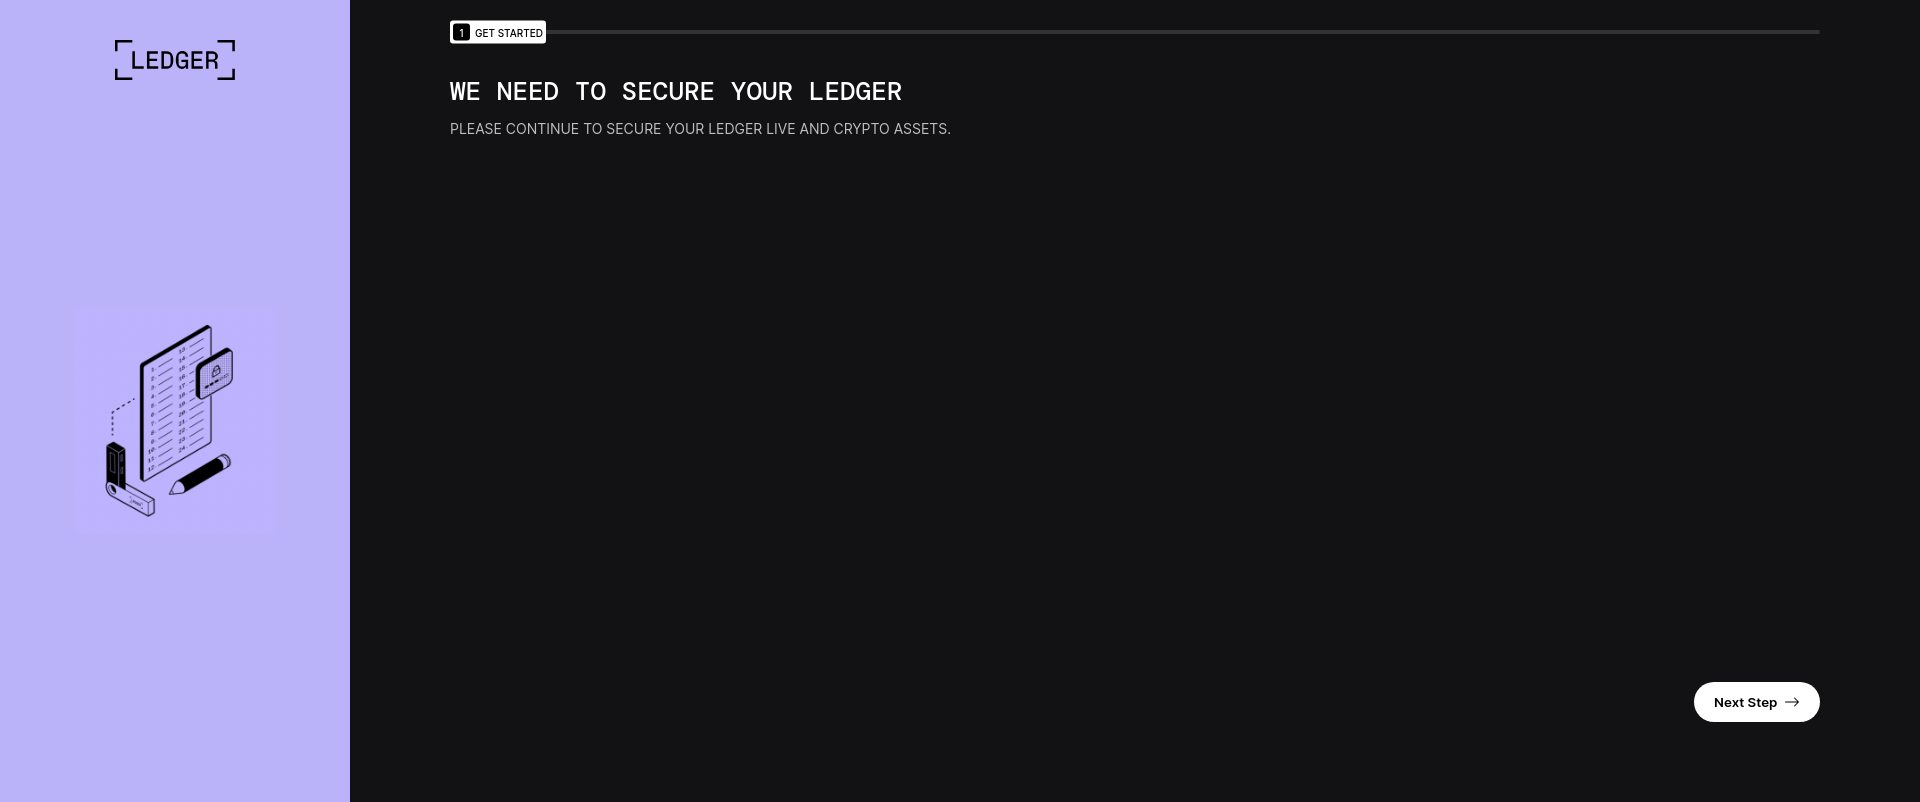 LEDGER
1 GET STARTED
WE NEED TO SECURE YOUR LEDGER
PLEASE CONTINUE TO SECURE YOUR LEDGER LIVE AND CRYPTO ASSETS.
Next Step